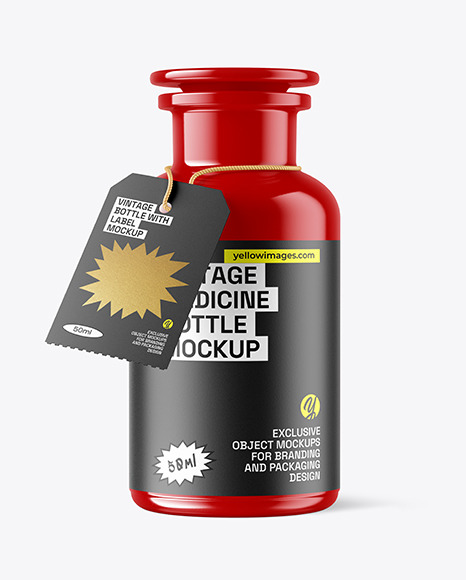 VINTAGE
BOTTLE WITH
LABEL
MOCKUP
50ml
EXCLUSIVE
OBJECT MOCKUPS
FOR BRANDING
AND PACKAGING
DESIGN
yellowimages.com
TAGE
DICINE
OTTLE
MOCKUP
Y
50ml
EXCLUSIVE
OBJECT MOCKUPS
FOR BRANDING
AND PACKAGING
DESIGN